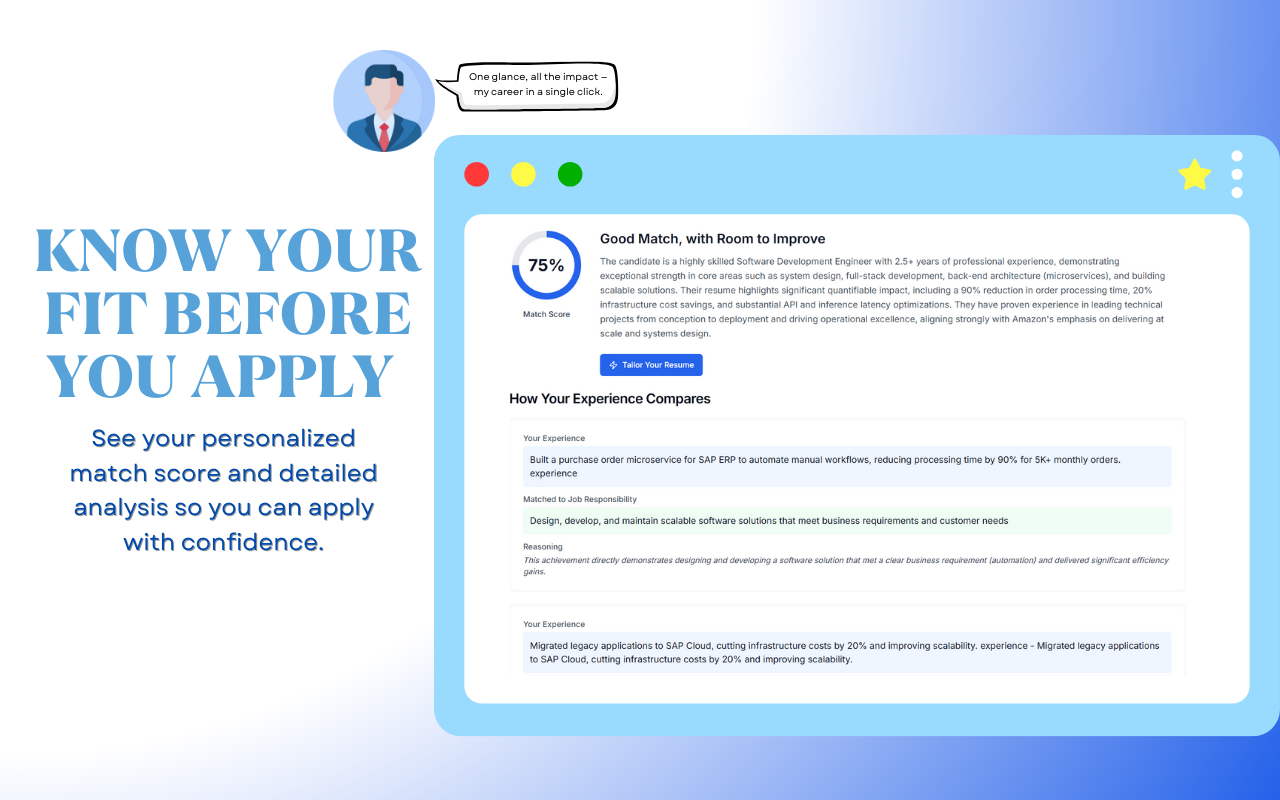 One glance, all the impact –
my career in a single click.
KNOW YOUR
FIT BEFORE
YOU APPLY
See your personalized
match score and detailed
analysis so you can apply
with confidence.
75%
Match Score
Good Match, with Room to Improve
The candidate is a highly skilled Software Development Engineer with 2.5+ years of professional experience, demonstrating
exceptional strength in core areas such as system design, full-stack development, back-end architecture (microservices), and building
scalable solutions. Their resume highlights significant quantifiable impact, including a 90% reduction in order processing time, 20%
infrastructure cost savings, and substantial API and inference latency optimizations. They have proven experience in leading technical
projects from conception to deployment and driving operational excellence, aligning strongly with Amazon's emphasis on delivering at
scale and systems design.
Tailor Your Resume
How Your Experience Compares
Your Experience
Built a purchase order microservice for SAP ERP to automate manual workflows, reducing processing time by 90% for 5K+ monthly orders.
experience
Matched to Job Responsibility
Design, develop, and maintain scalable software solutions that meet business requirements and customer needs
Reasoning
This achievement directly demonstrates designing and developing a software solution that met a clear business requirement (automation) and delivered significant efficiency
gains.
Your Experience
Migrated legacy applications to SAP Cloud, cutting infrastructure costs by 20% and improving scalability. experience - Migrated legacy applications
to SAP Cloud, cutting infrastructure costs by 20% and improving scalability.